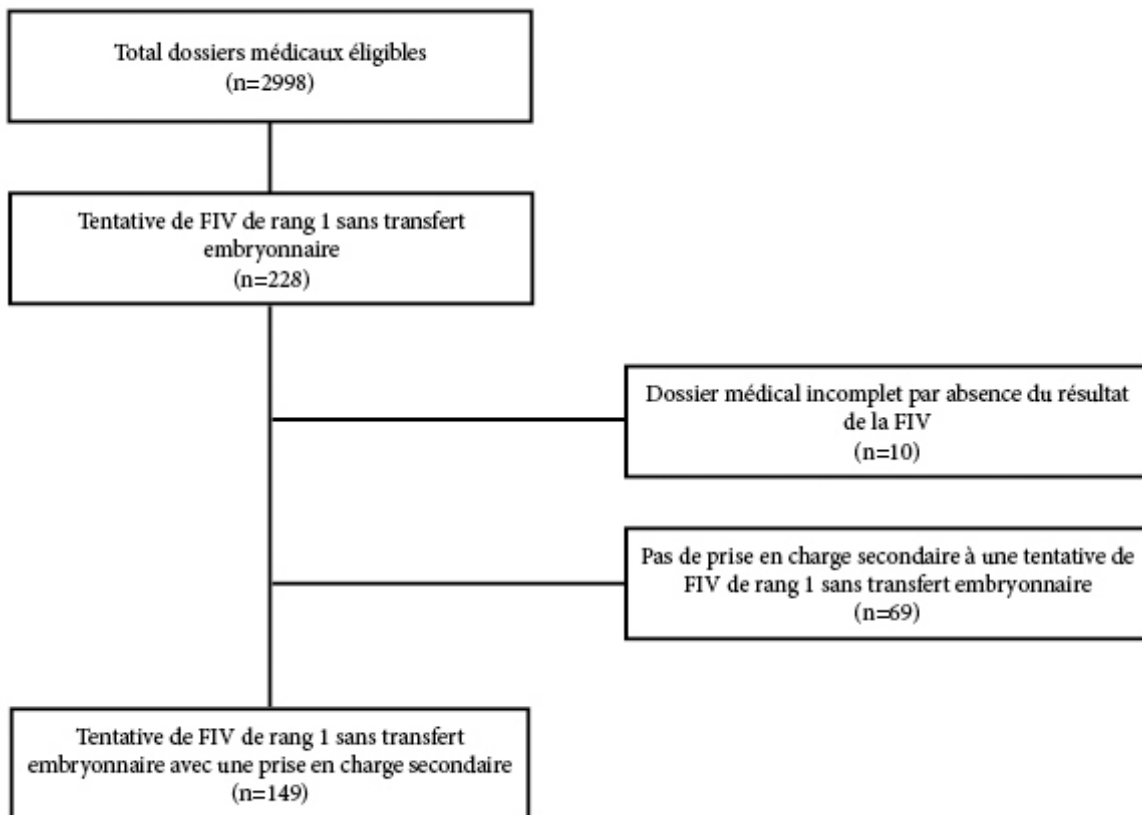 Total dossiers médicaux éligibles
(n=2998)
Tentative de FIV de rang 1 sans transfert
embryonnaire
(n=228)
Dossier médical incomplet par absence du résultat
de la FIV
(n=10)
Pas de prise en charge secondaire à une tentative de
FIV de rang 1 sans transfert embryonnaire
(n=69)
Tentative de FIV de rang 1 sans transfert
embryonnaire avec une prise en charge secondaire
(n=149)